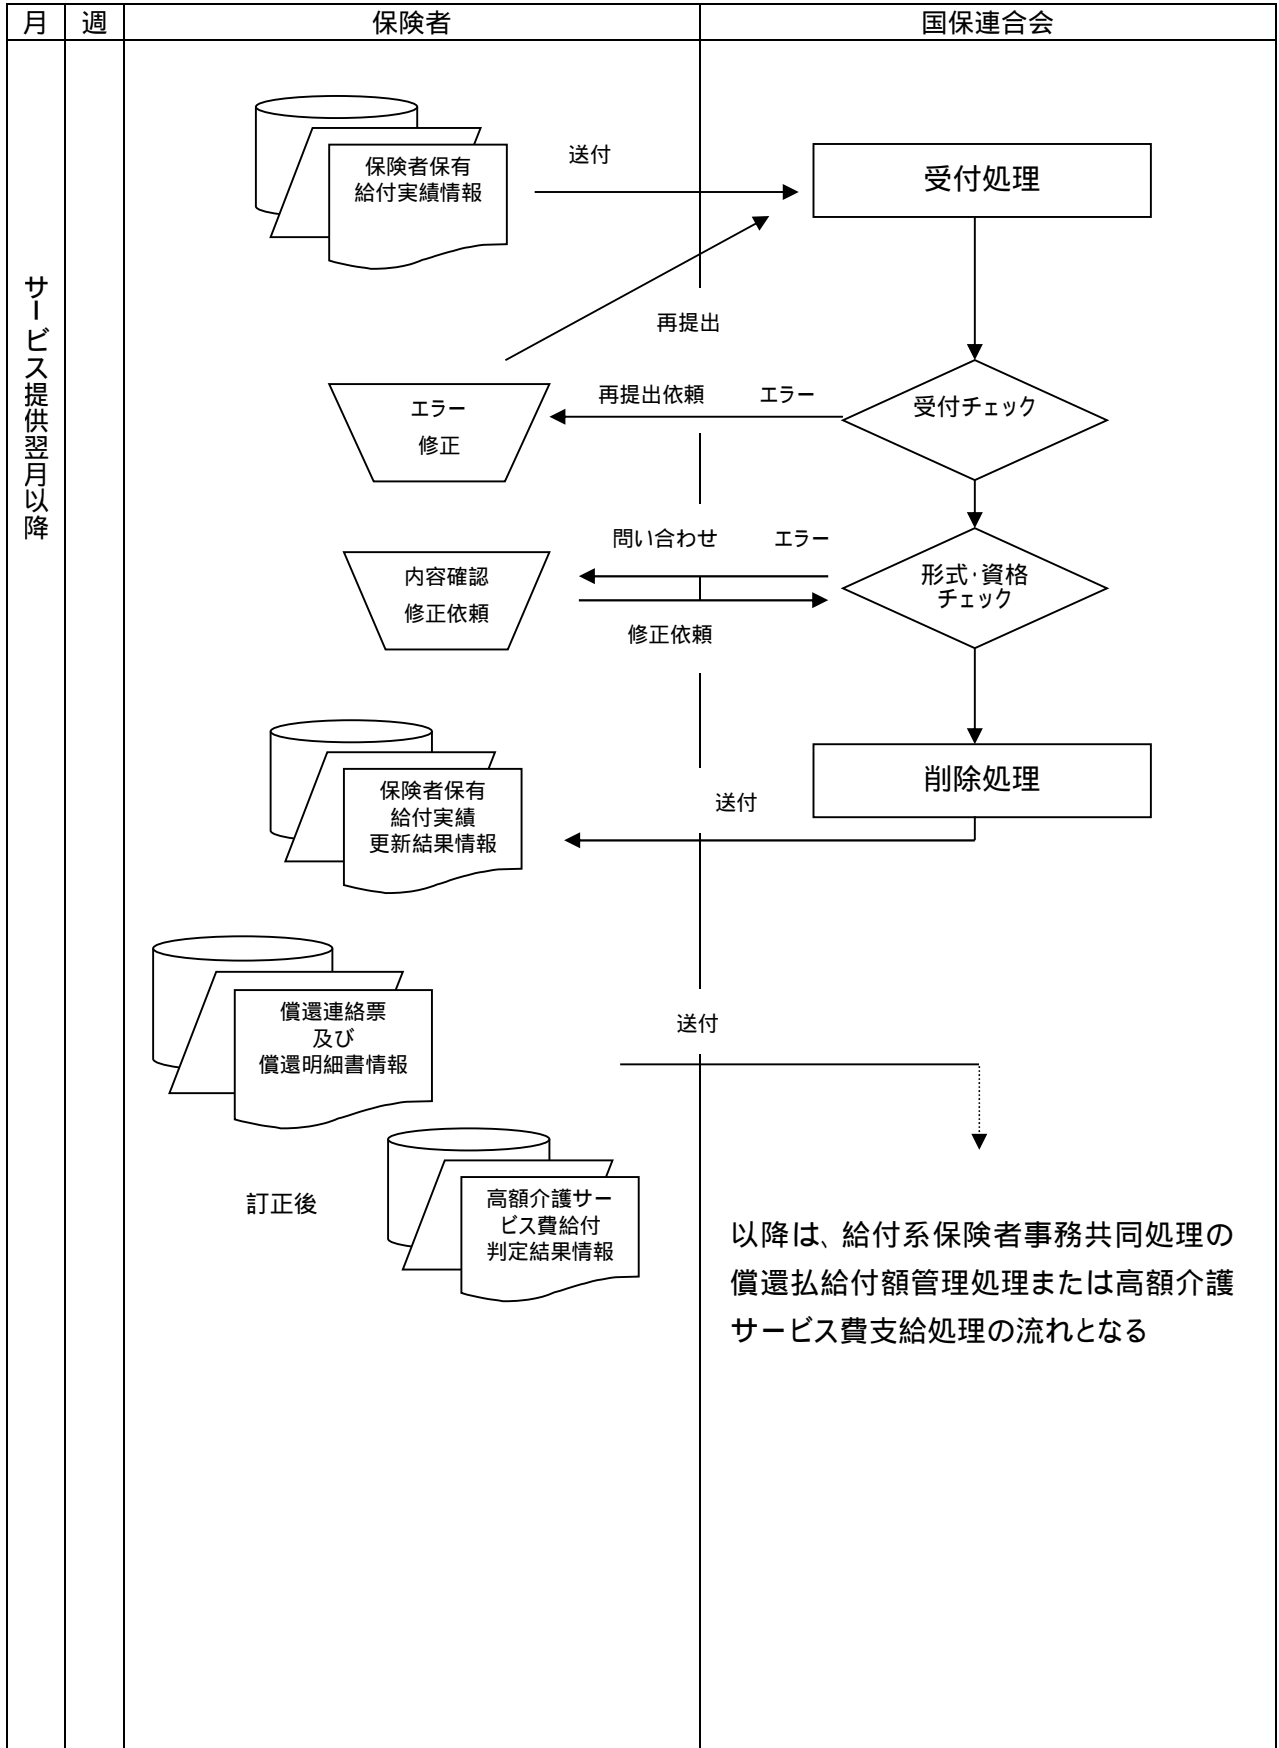 月 週 保険者 国保連合会
サービス提供翌月以降
保険者保有
給付実績情報
送付
受付処理
再提出
エラー
修正
再提出依頼 エラー
受付チェック
問い合わせ エラー
内容確認
修正依頼
修正依頼
形式・資格
チェック
保険者保有
給付実績
更新結果情報
送付
削除処理
償還連絡票
及び
償還明細書情報
送付
訂正後
高額介護サー
ビス費給付
判定結果情報
以降は、給付系保険者事務共同処理の
償還払給付額管理処理または高額介護
サービス費支給処理の流れとなる